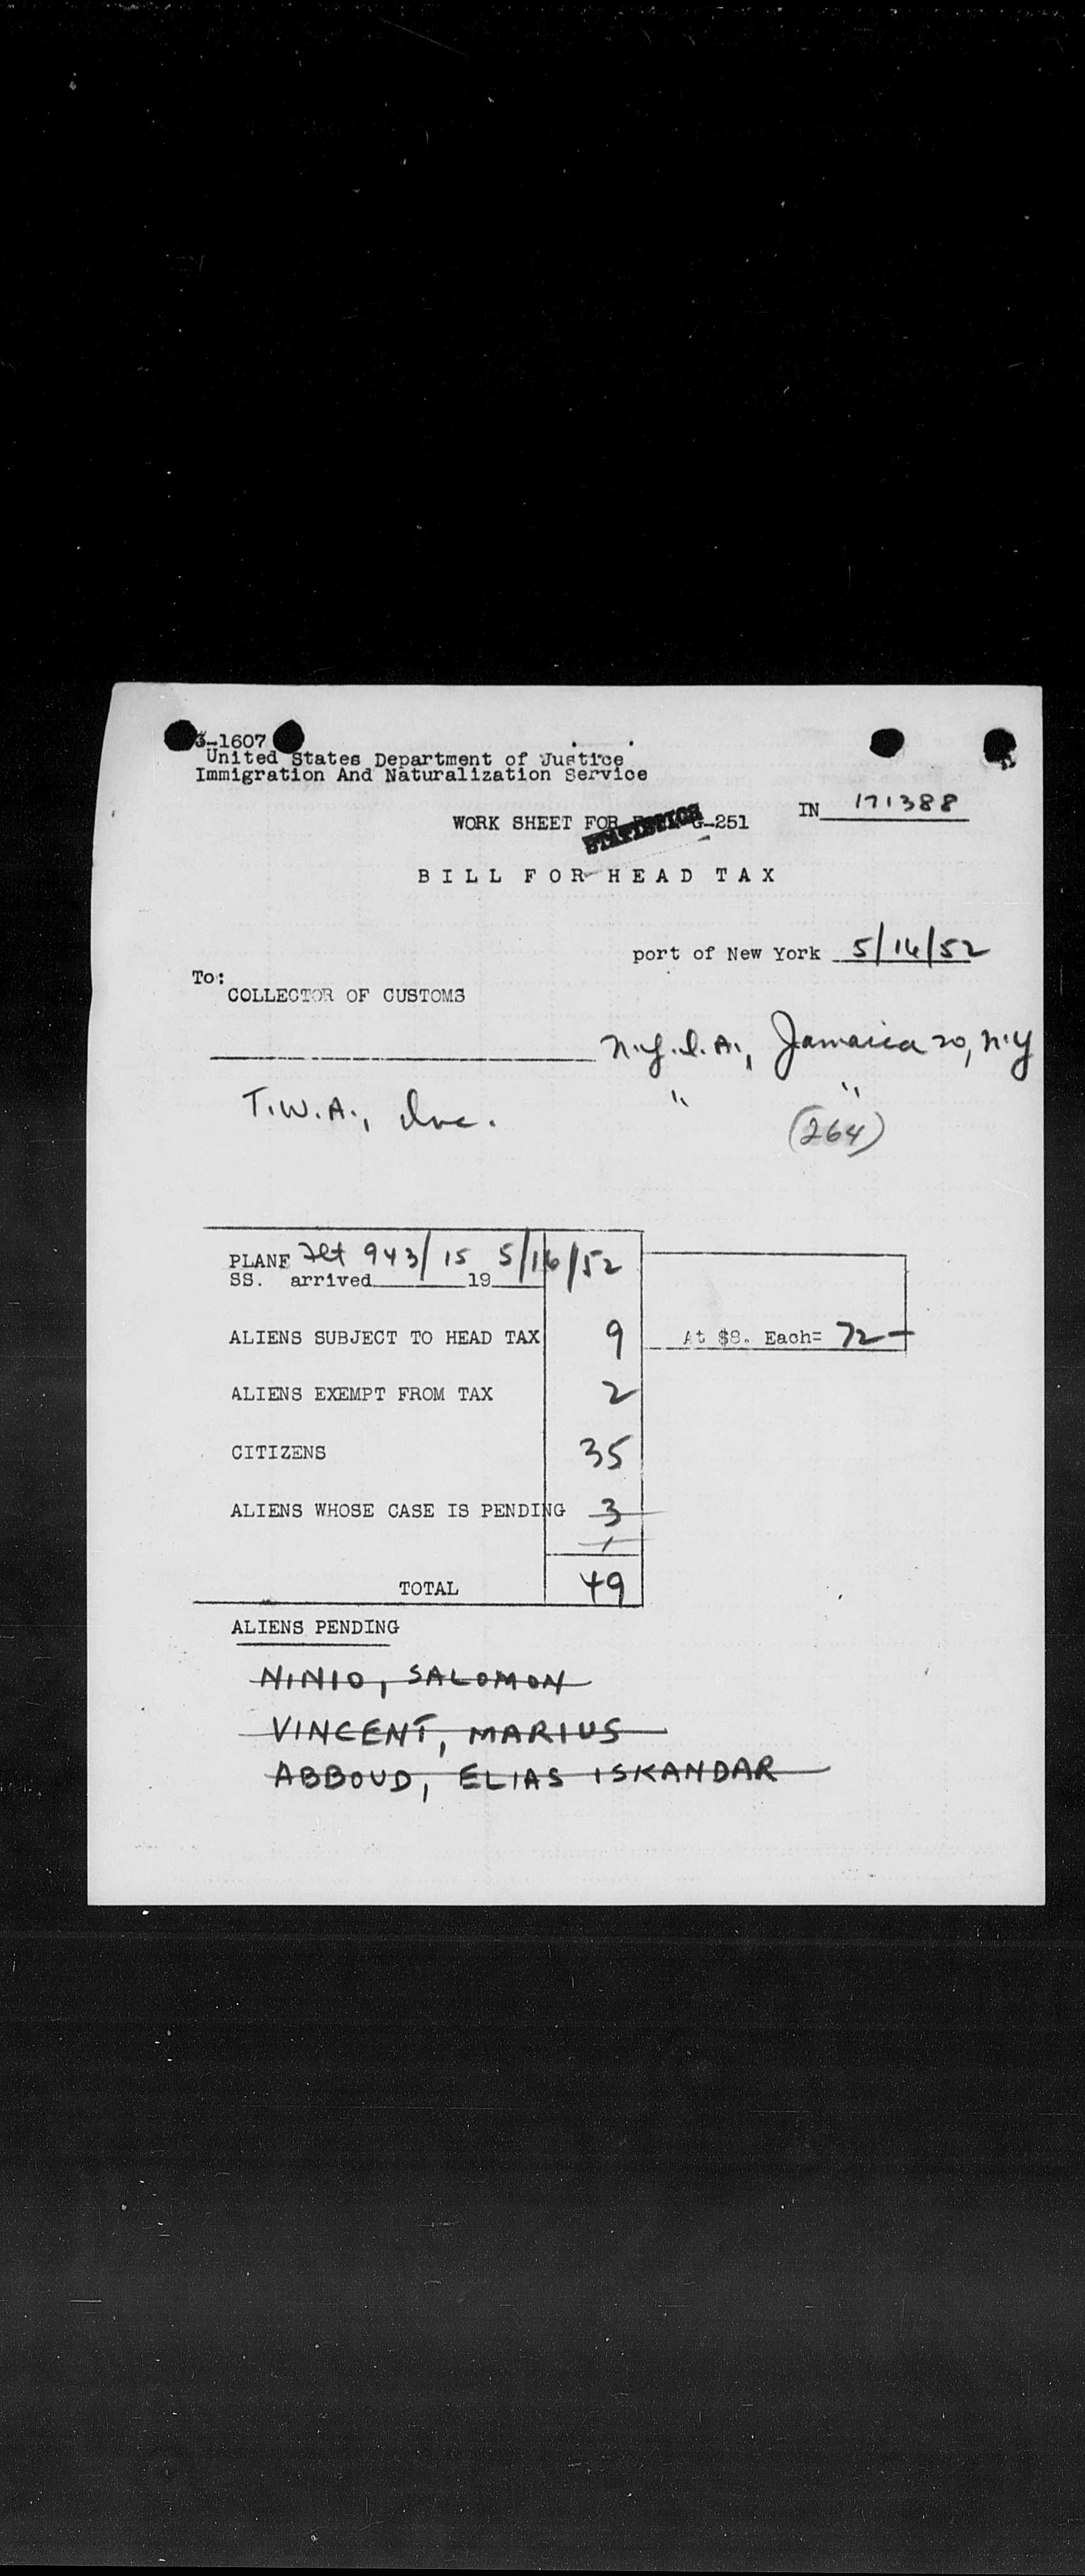 3-1607
United States Department of Justice
Immigration And Naturalization Service
IN 171388
WORK SHEET FOR G-251
STATISTICS
BILL FOR HEAD TAX
port of New York 5/16/52
To:
COLLECTOR OF CUSTOMS
N.Y.I.A., Jamaica 20, N.Y
T.W.A., Inc. " "
(264)
PLANE Flt 943/15 5/16/52
SS. arrived 19
ALIENS SUBJECT TO HEAD TAX 9 At $8. Each= 72-
ALIENS EXEMPT FROM TAX 2
CITIZENS 35
ALIENS WHOSE CASE IS PENDING 3
TOTAL 49
ALIENS PENDING
NINIO, SALOMON
VINCENT, MARIUS
ABBOUD, ELIAS ISKANDAR